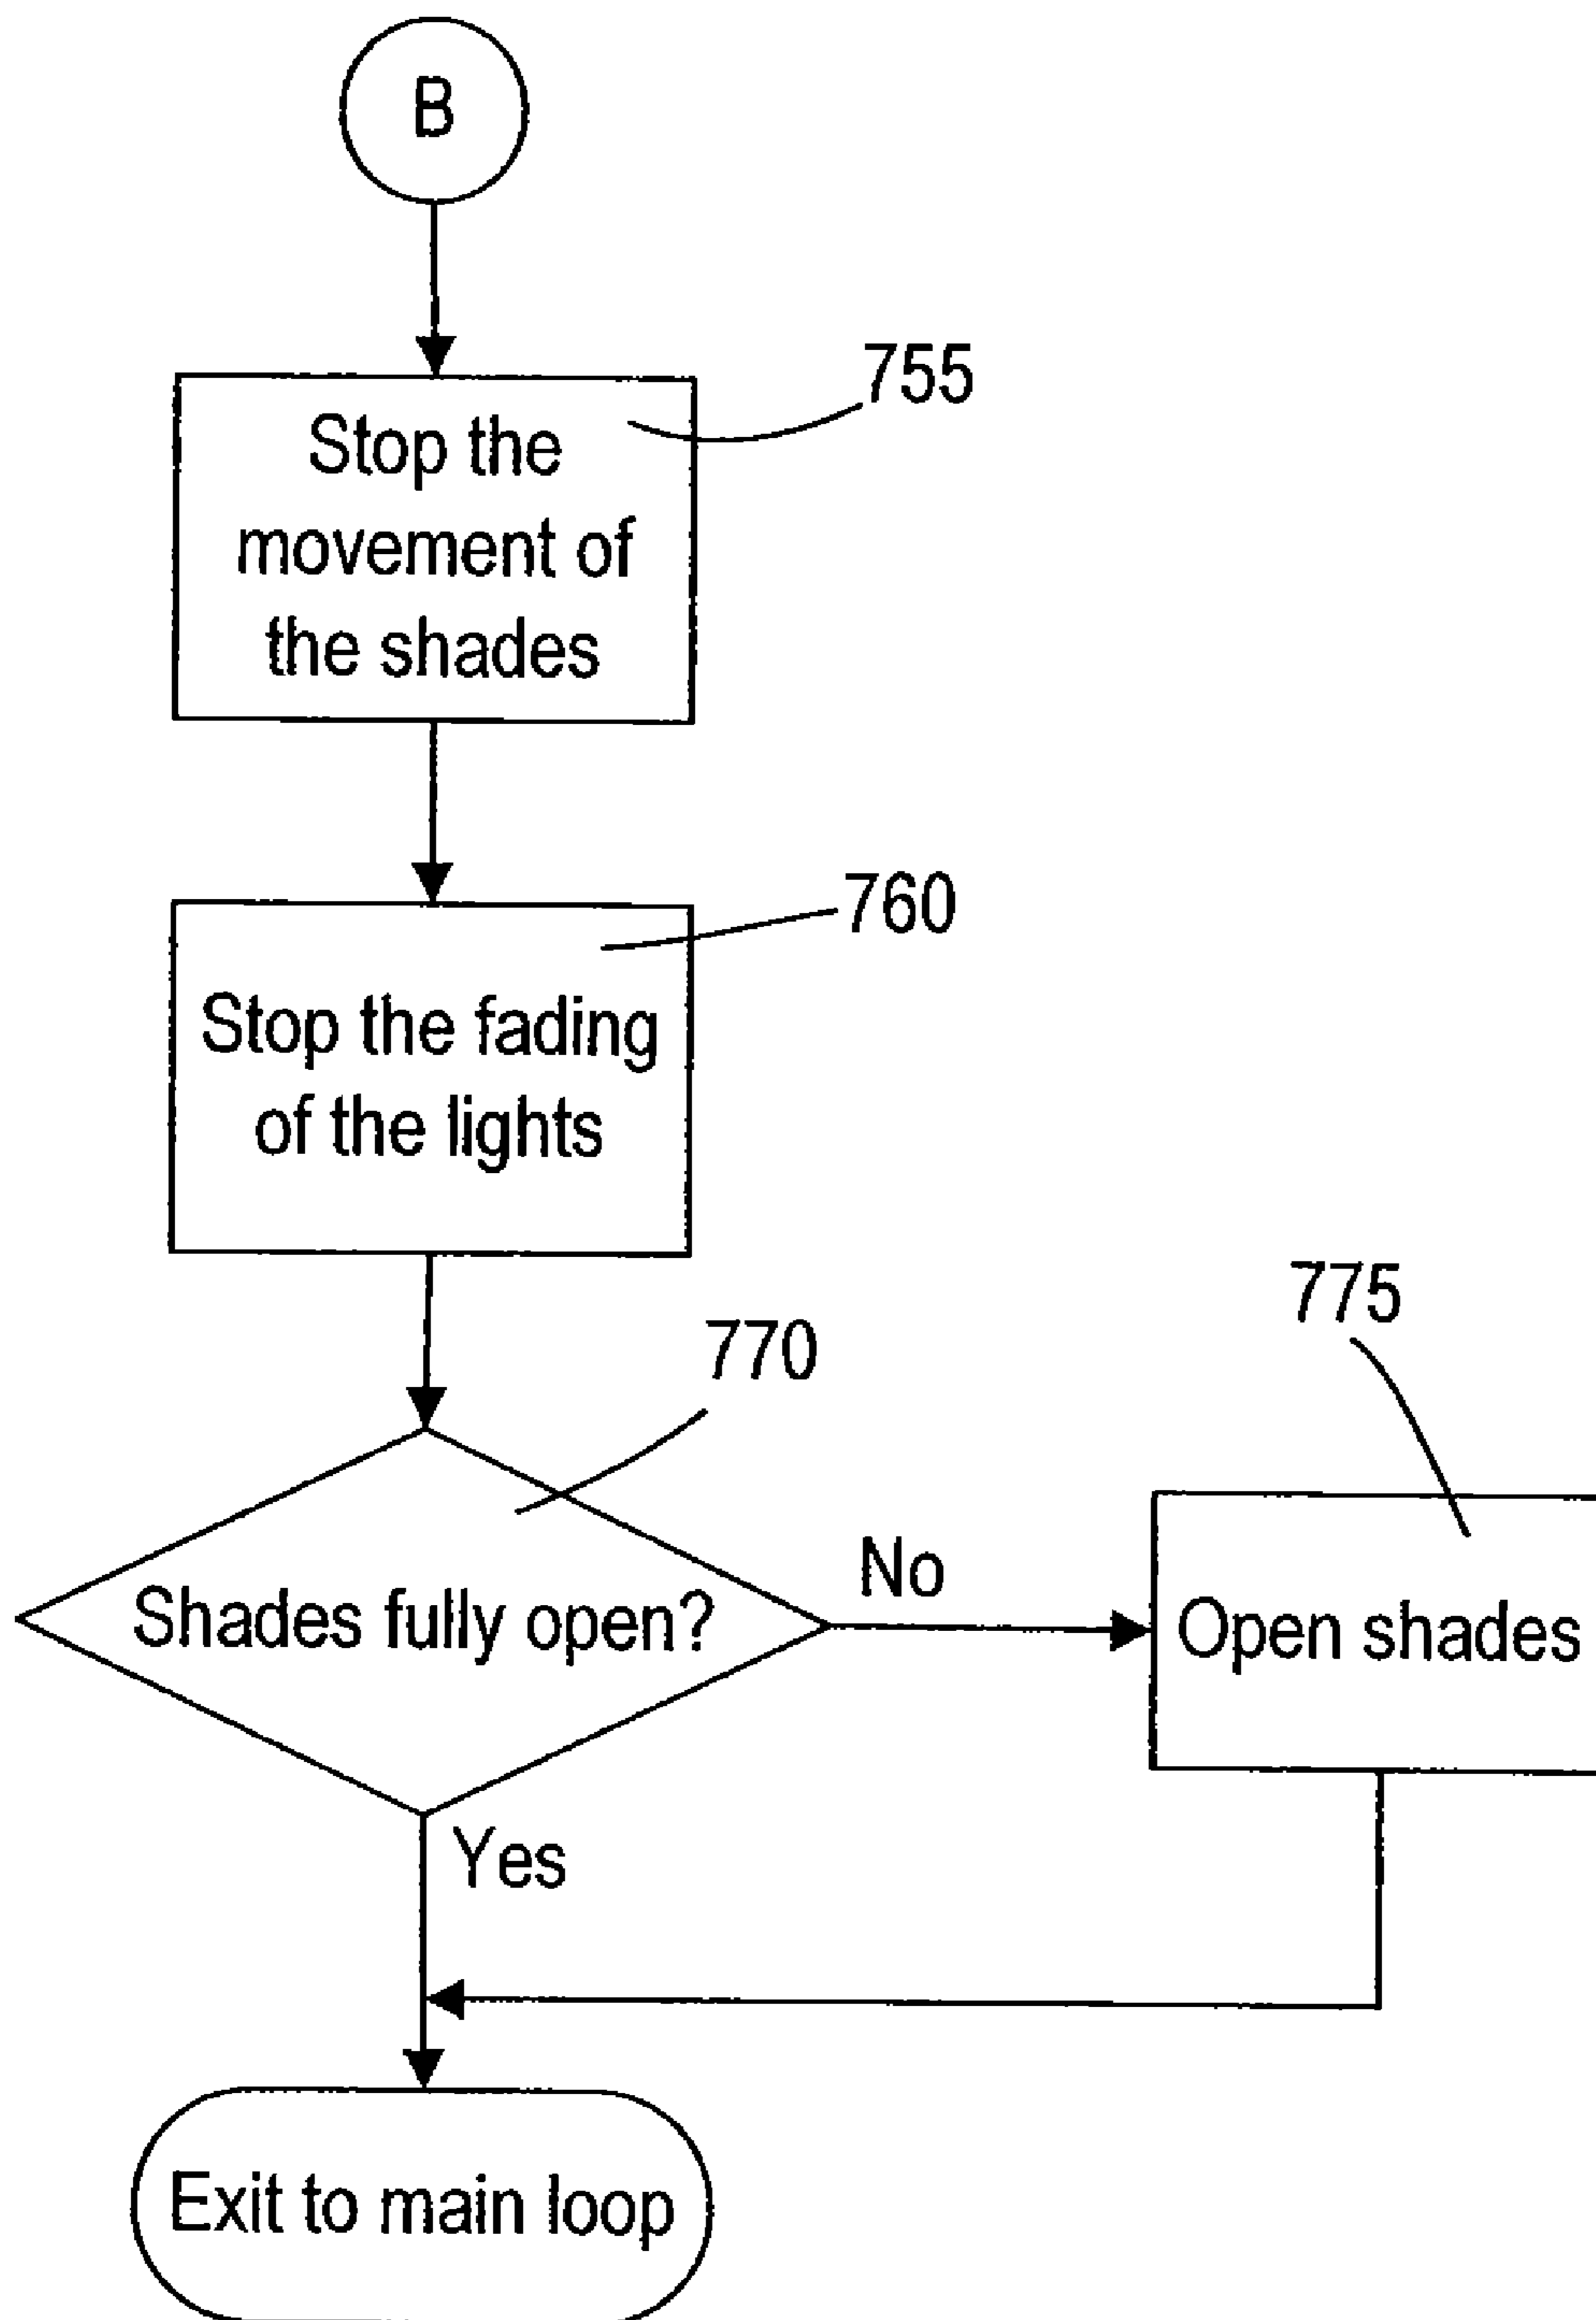 B
755
Stop the
movement of
the shades
760
Stop the fading
of the lights
770
775
Shades fully open?
No
Open shades
Yes
Exit to main loop